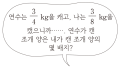 연수는 3/4 kg을 캐고, 나는 3/8 kg을
캤으니까…… 연수가 캔
조개 양은 내가 캔 조개 양의
몇 배지?